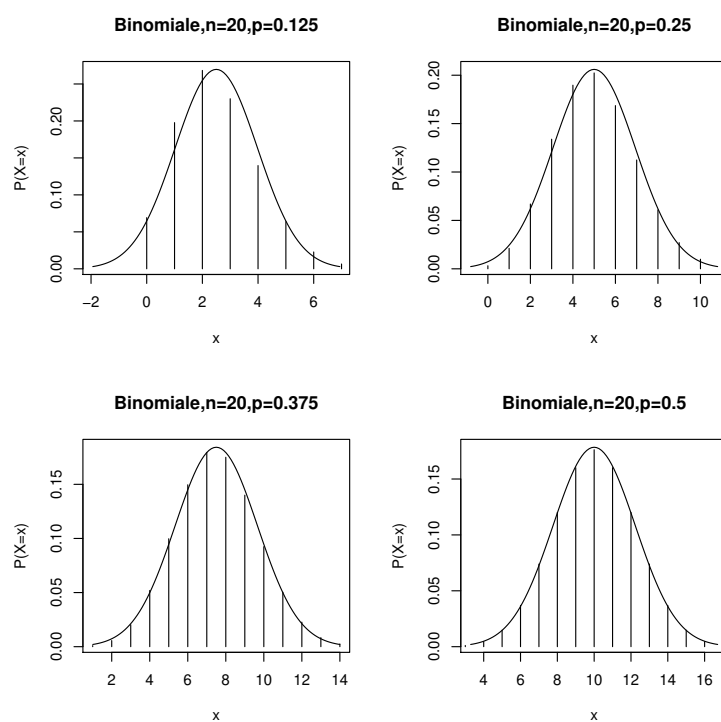 Binomiale,n=20,p=0.125
P(X=x)
0.00 0.10 0.20
−2 0 2 4 6
x
Binomiale,n=20,p=0.25
P(X=x)
0.00 0.05 0.10 0.15 0.20
0 2 4 6 8 10
x
Binomiale,n=20,p=0.375
P(X=x)
0.00 0.05 0.10 0.15
2 4 6 8 10 12 14
x
Binomiale,n=20,p=0.5
P(X=x)
0.00 0.05 0.10 0.15
4 6 8 10 12 14 16
x